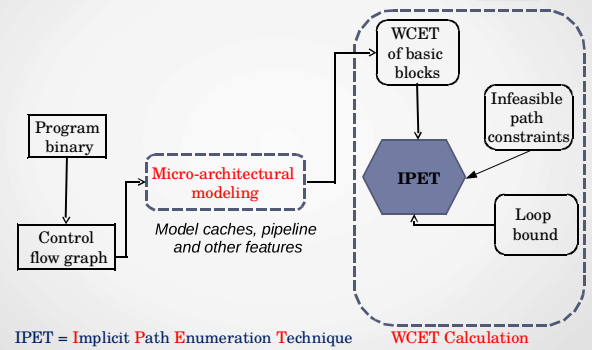 WCET
of basic
blocks
Infeasible
path
constraints
Program
binary
Micro-architectural
modeling
IPET
Model caches, pipeline
and other features
Loop
bound
Control
flow graph
IPET = Implicit Path Enumeration Technique
WCET Calculation